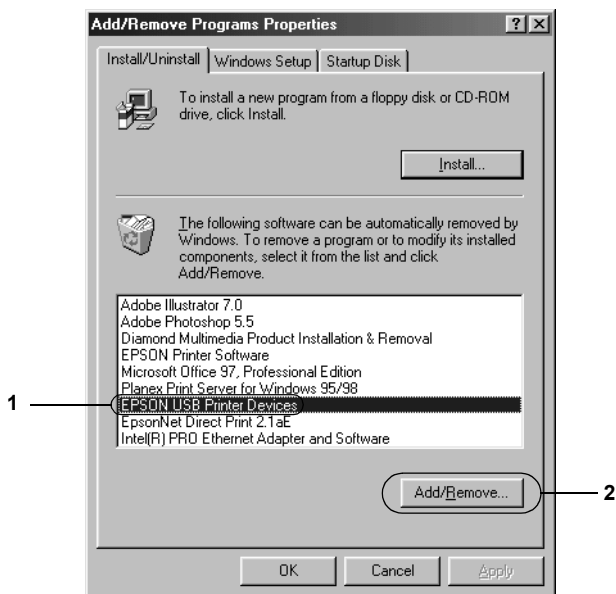 Add/Remove Programs Properties
Install/Uninstall Windows Setup Startup Disk
To install a new program from a floppy disk or CD-ROM
drive, click Install.
Install...
The following software can be automatically removed by
Windows. To remove a program or to modify its installed
components, select it from the list and click
Add/Remove.
Adobe Illustrator 7.0
Adobe Photoshop 5.5
Diamond Multimedia Product Installation & Removal
EPSON Printer Software
Microsoft Office 97, Professional Edition
Planex Print Server for Windows 95/98
1 EPSON USB Printer Devices
EpsonNet Direct Print 2.1aE
Intel(R) PRO Ethernet Adapter and Software
Add/Remove... 2
OK Cancel Apply